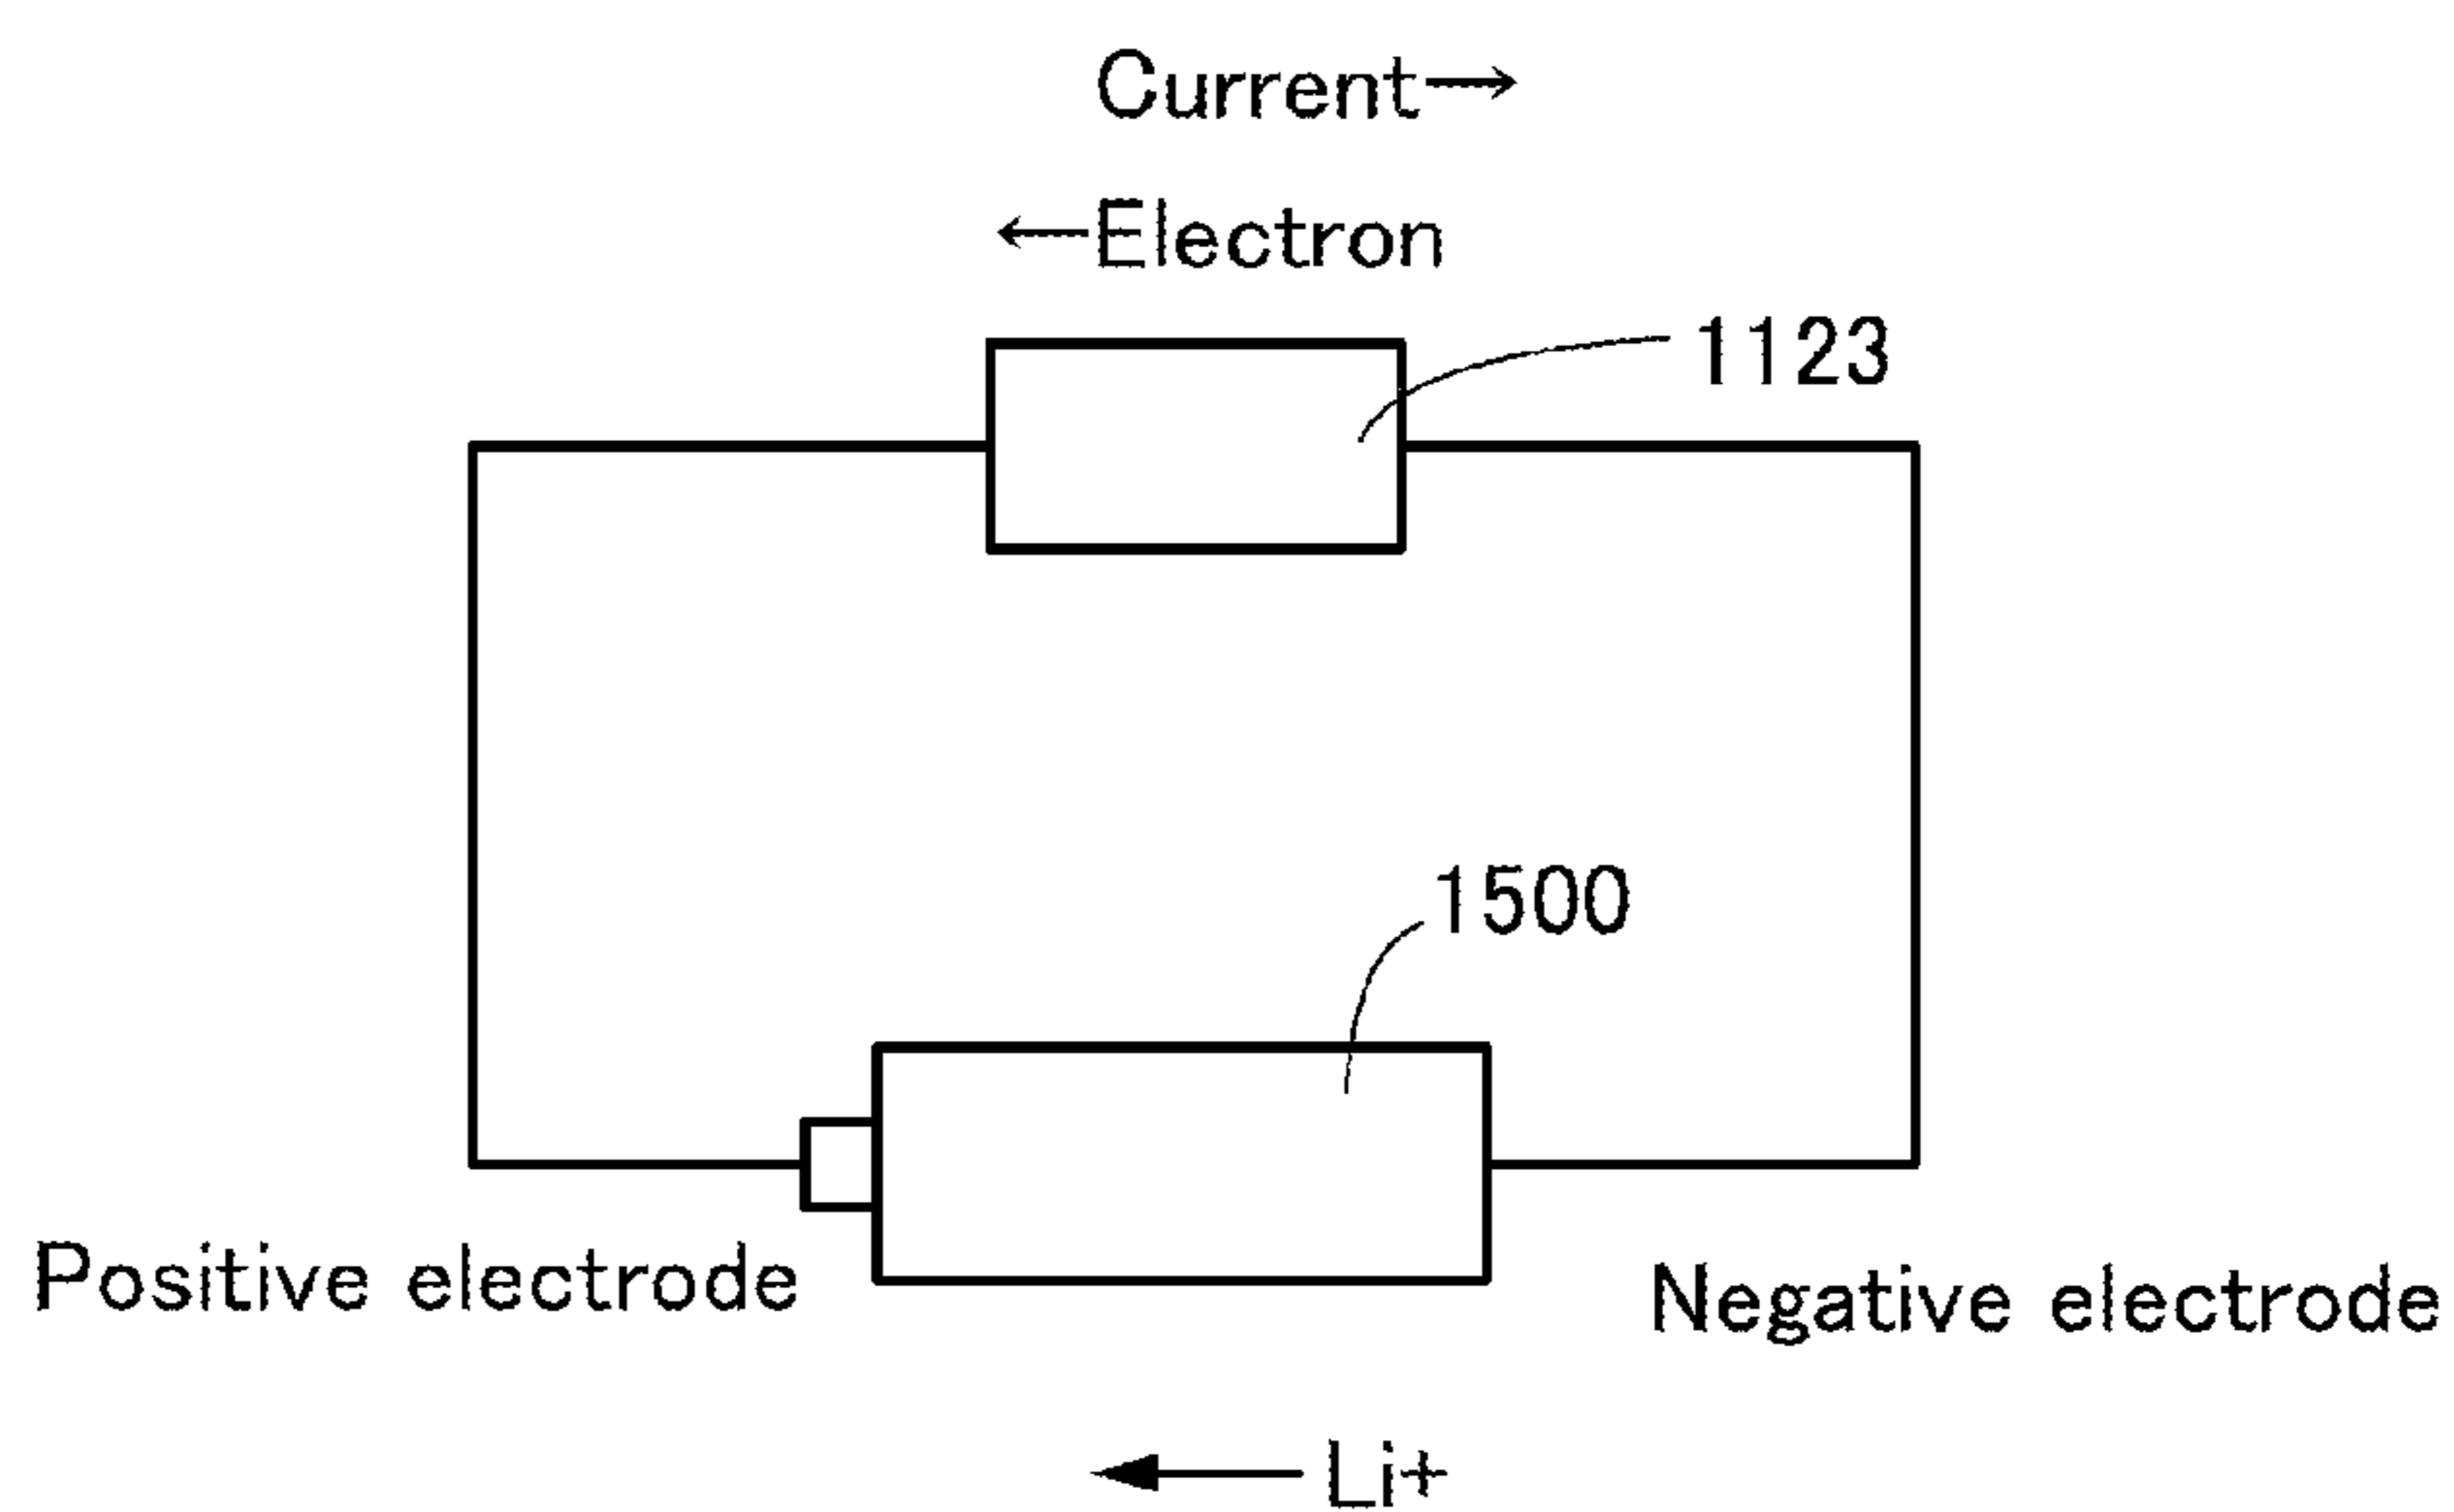 Current→
←Electron
1123
1500
Positive electrode
Negative electrode
←Li+